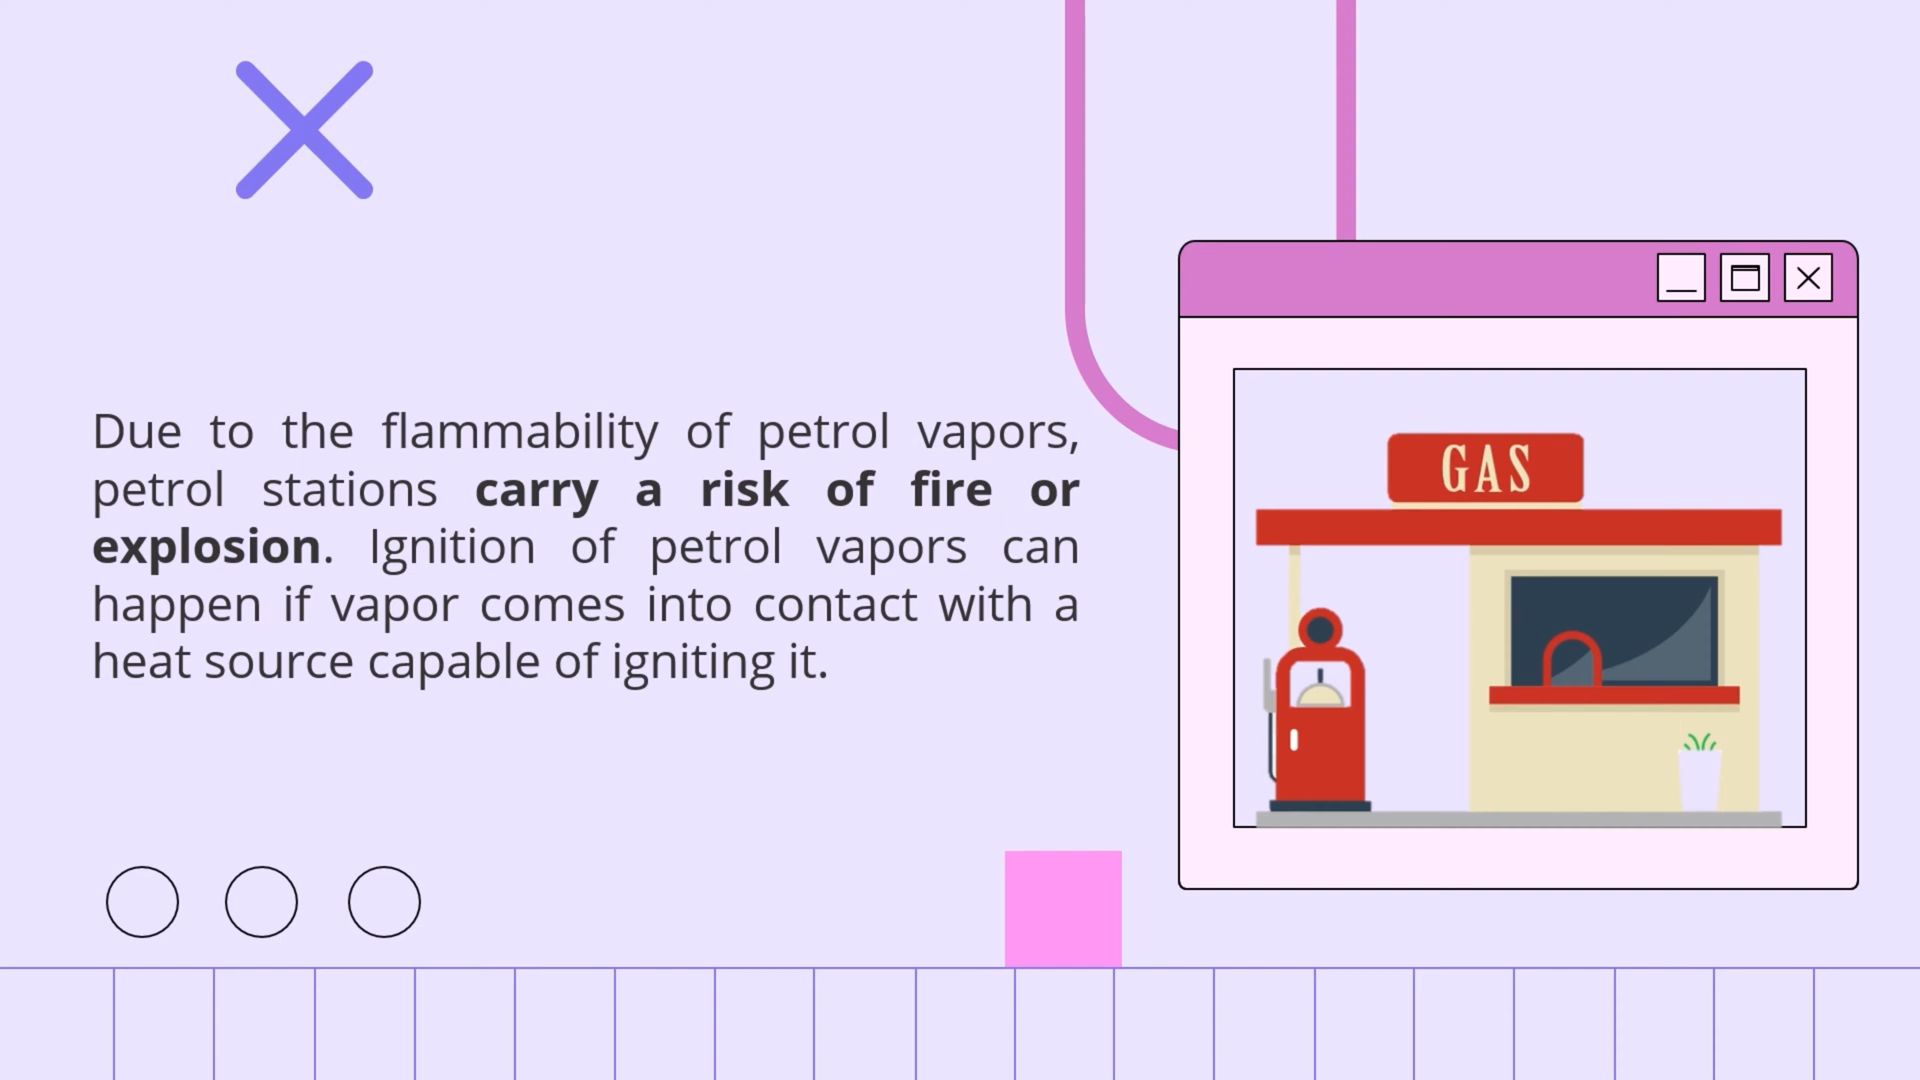 Due to the flammability of petrol vapors,
petrol stations carry a risk of fire or
explosion. Ignition of petrol vapors can
happen if vapor comes into contact with a
heat source capable of igniting it.
GAS